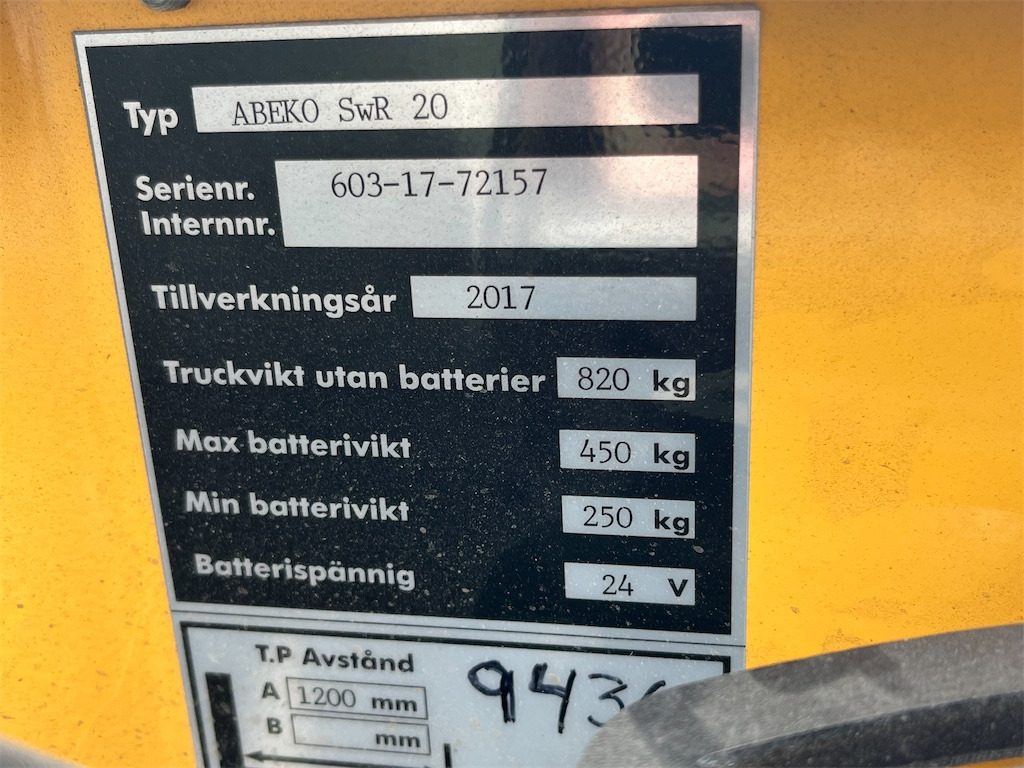 Typ ABEKO SwR 20
Serienr. 603-17-72157
Internnr.
Tillverkningsår 2017
Truckvikt utan batterier 820 kg
Max batterivikt 450 kg
Min batterivikt 250 kg
Batterispännig 24 V
T.P Avstånd
A 1200 mm
B mm
943